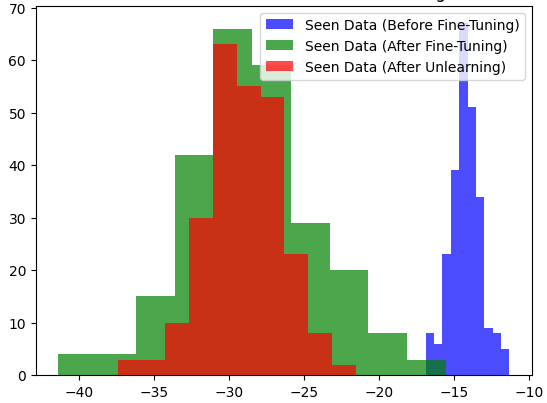 70
60
50
40
30
20
10
0
Seen Data (Before Fine-Tuning)
Seen Data (After Fine-Tuning)
Seen Data (After Unlearning)
−40 −35 −30 −25 −20 −15 −10